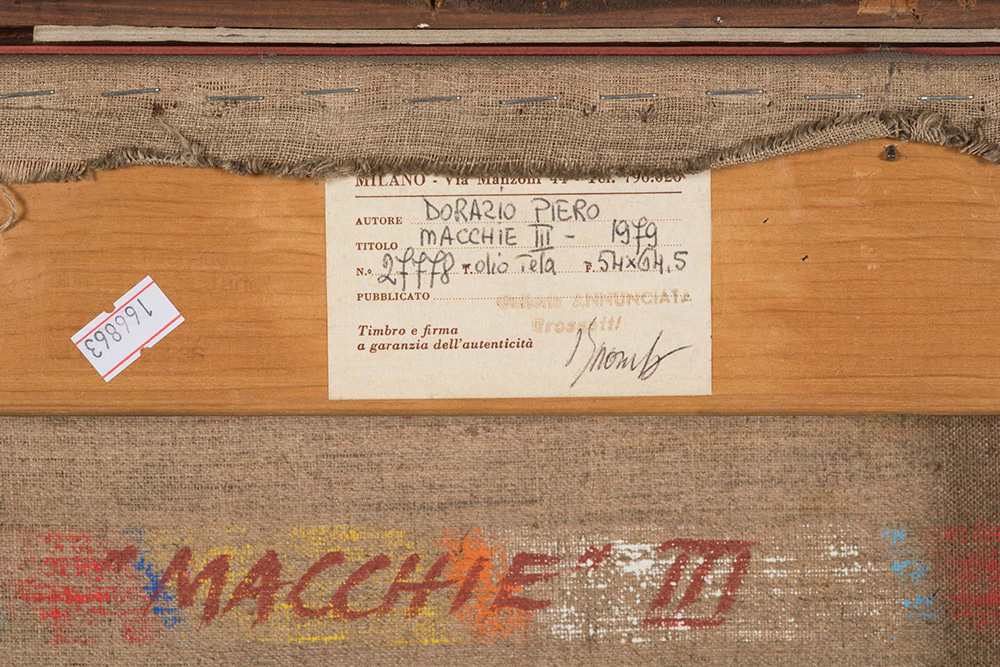 MILANO - Via Manzoni 44 - Tel. 796.026
AUTORE DORAZIO PIERO
TITOLO MACCHIE III - 1979
N.o 27778 T. olio Tela F. 54x64.5
PUBBLICATO
Galleria ANNUNCIATA
Grossetti
Timbro e firma
a garanzia dell'autenticità
166863
"MACCHIE" III